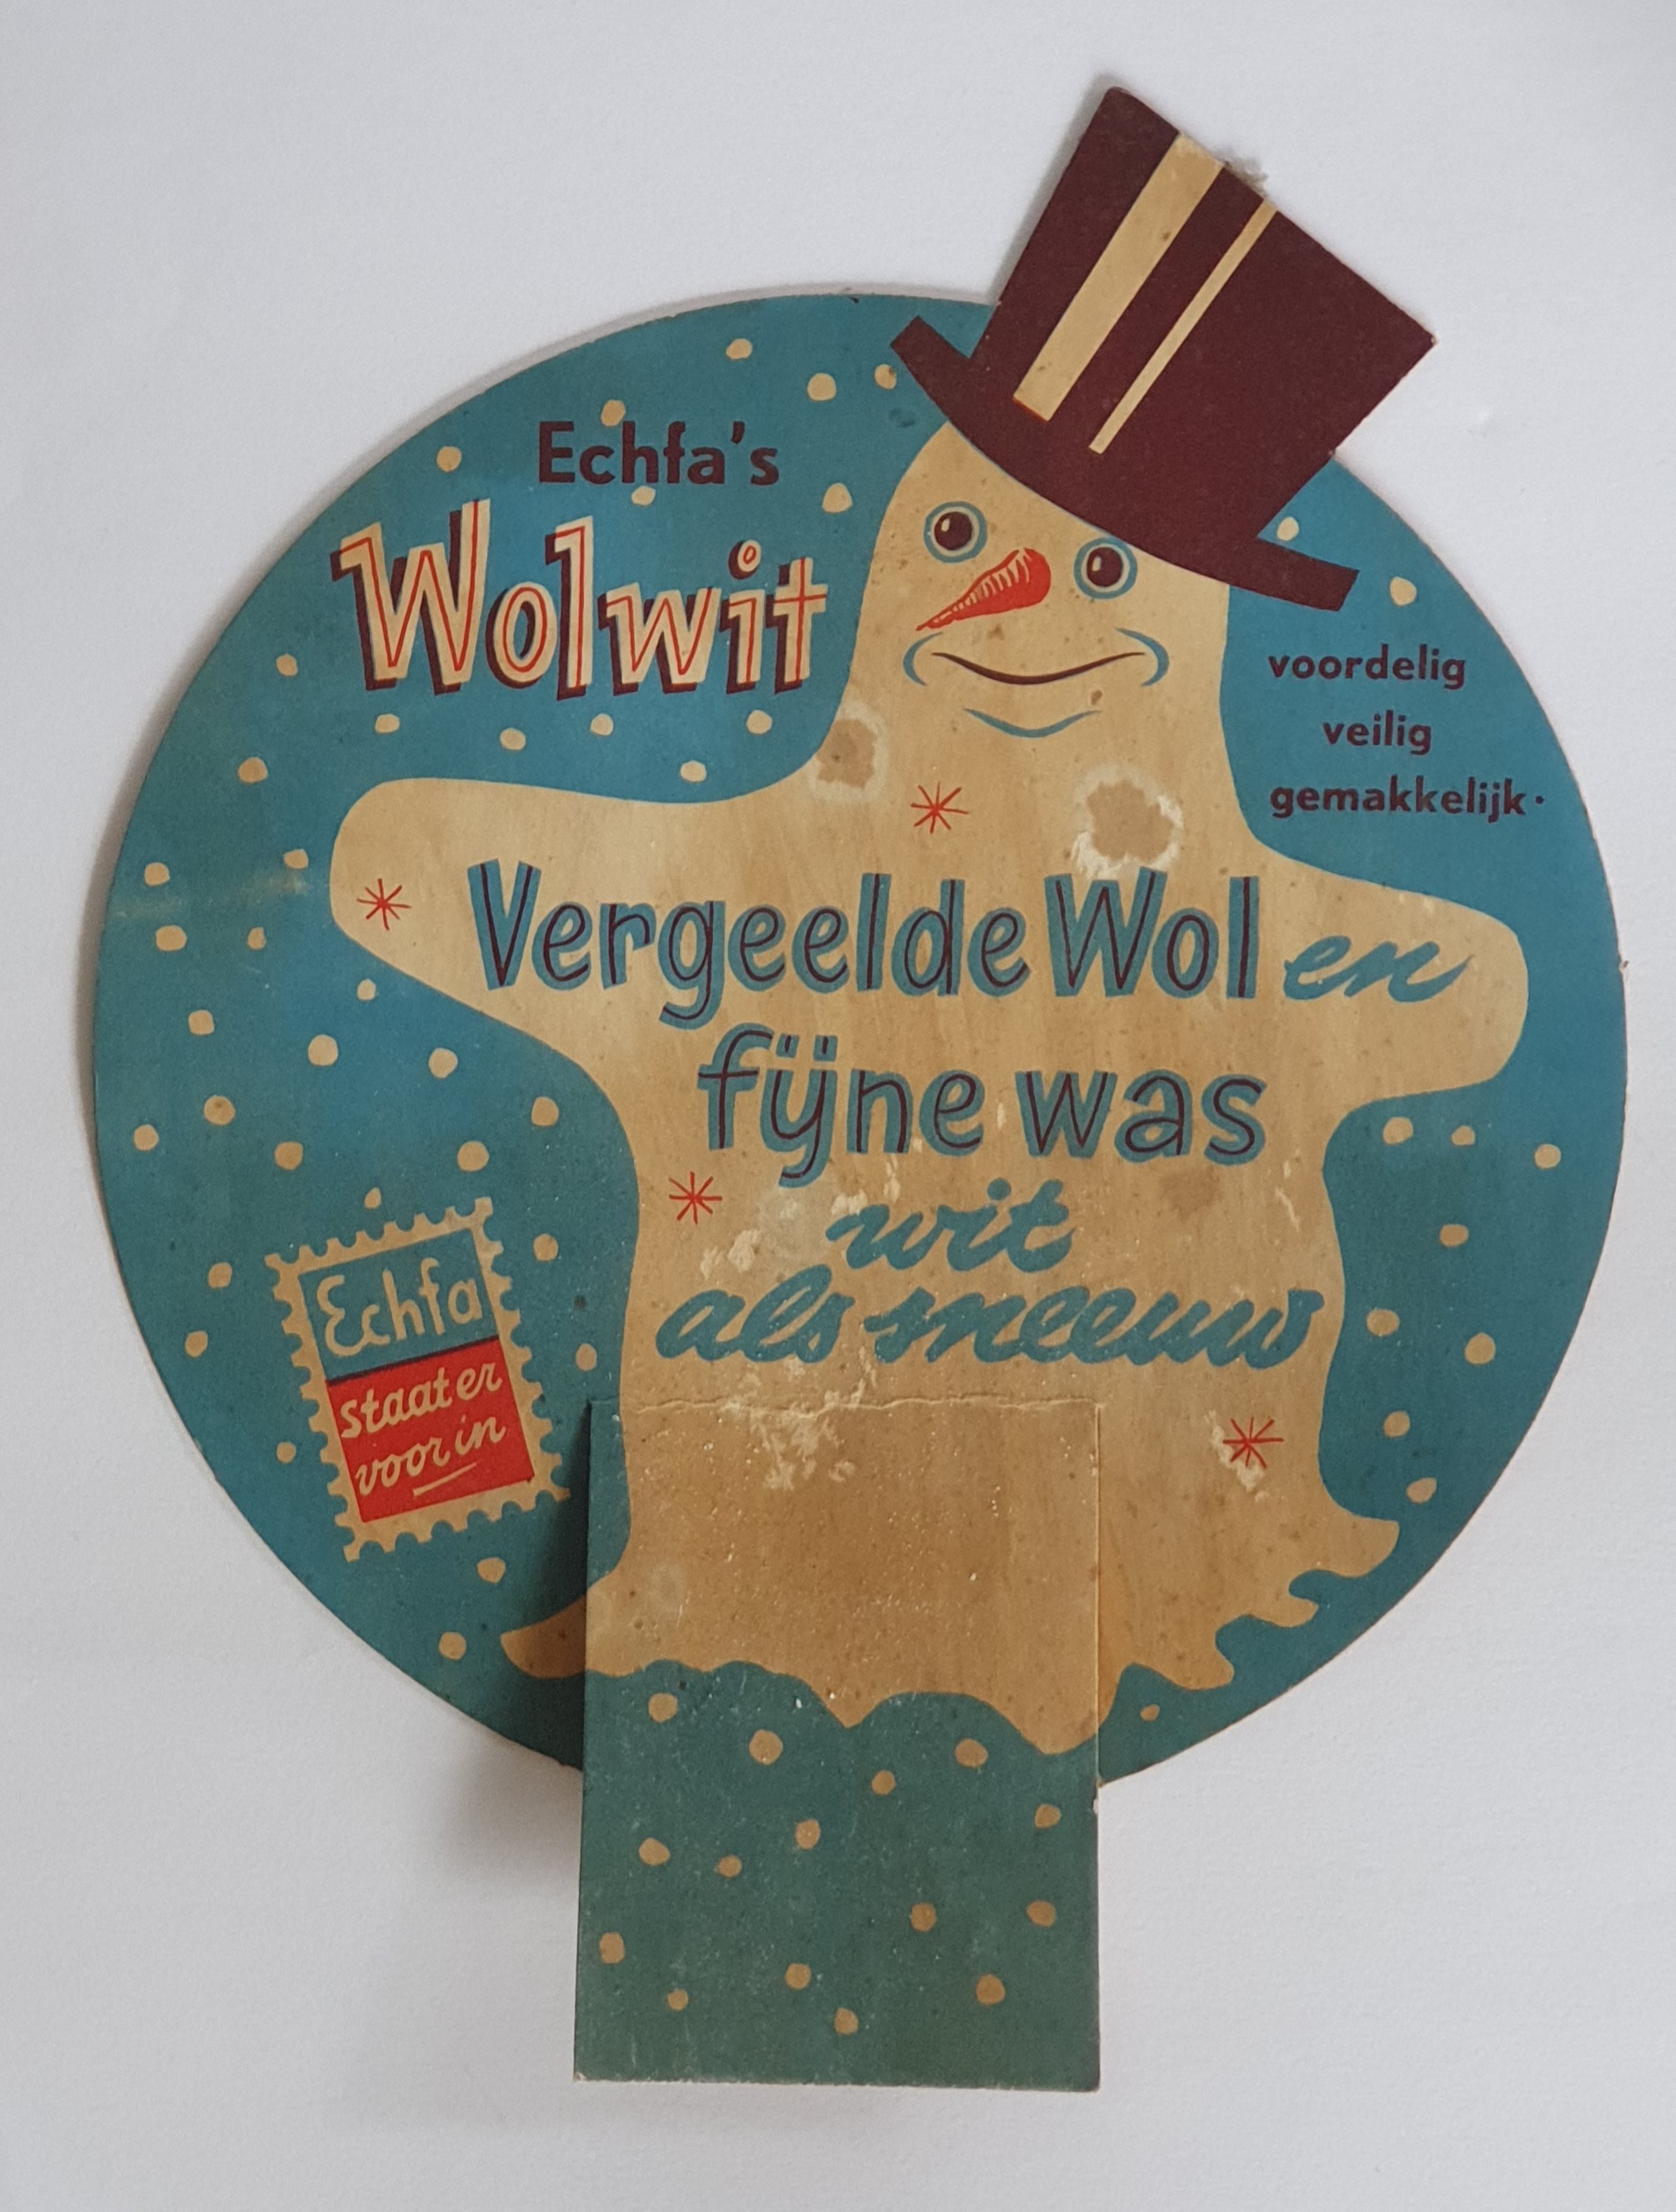 Echfa's
Wolwit
voordelig
veilig
gemakkelijk.
Vergeelde Wol en
fÿne was
wit
als sneeuw
Echfa
staat er
voor in